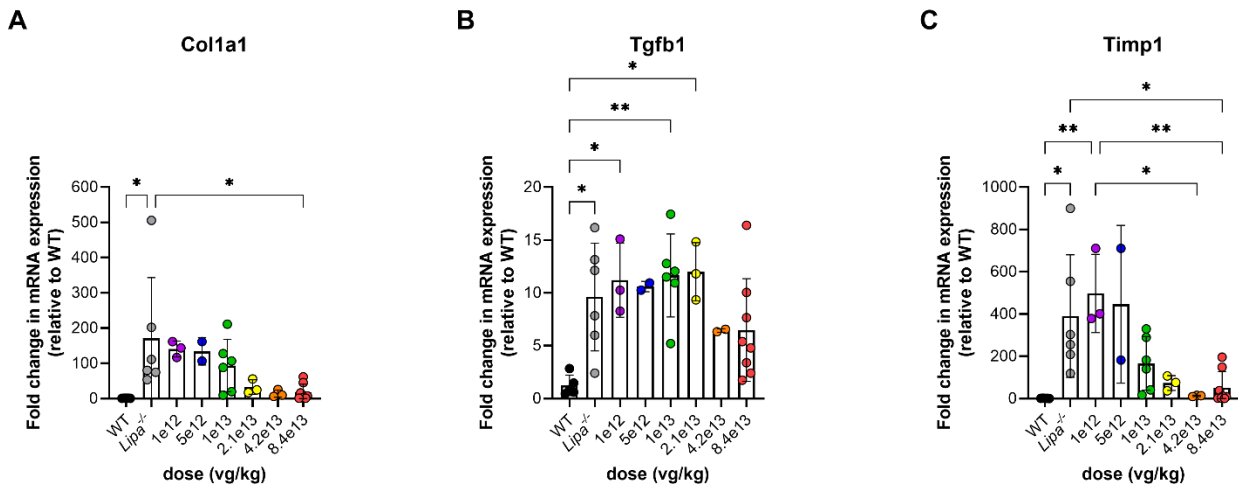 A
Col1a1
*
*
Fold change in mRNA expression
(relative to WT)
600
500
400
300
200
100
0
WT
Lipa-/-
1e12
5e12
1e13
2.1e13
4.2e13
8.4e13
dose (vg/kg)
B
Tgfb1
*
**
*
*
Fold change in mRNA expression
(relative to WT)
20
15
10
5
0
WT
Lipa-/-
1e12
5e12
1e13
2.1e13
4.2e13
8.4e13
dose (vg/kg)
C
Timp1
*
**
**
*
*
Fold change in mRNA expression
(relative to WT)
1000
800
600
400
200
0
WT
Lipa-/-
1e12
5e12
1e13
2.1e13
4.2e13
8.4e13
dose (vg/kg)